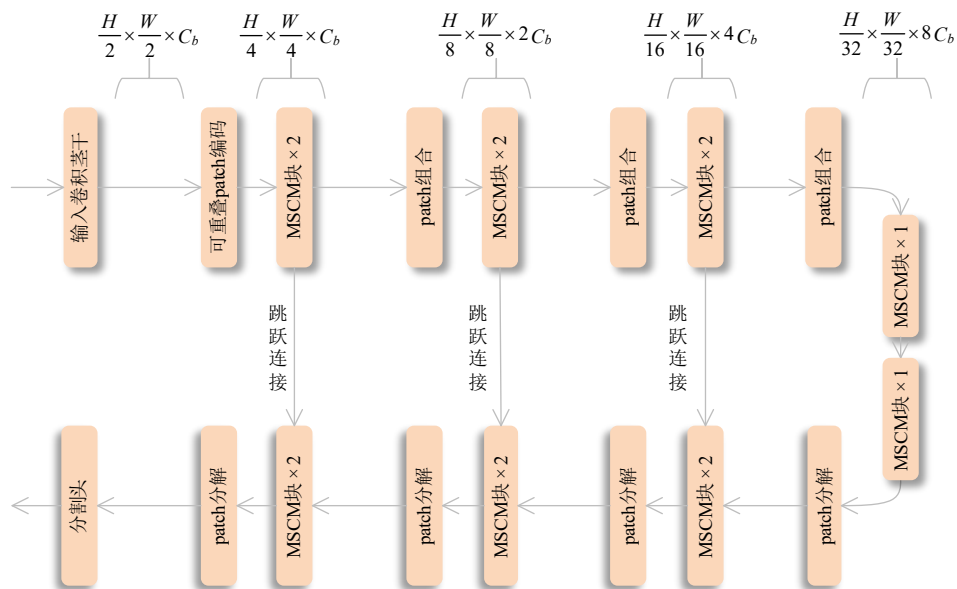 H/2 × W/2 × C_b
H/4 × W/4 × C_b
H/8 × W/8 × 2C_b
H/16 × W/16 × 4C_b
H/32 × W/32 × 8C_b
输入卷积茎干
可重叠patch编码
MSCM块 × 2
patch组合
MSCM块 × 2
patch组合
MSCM块 × 2
patch组合
MSCM块 × 1
MSCM块 × 1
跳跃连接
跳跃连接
跳跃连接
分割头
patch分解
MSCM块 × 2
patch分解
MSCM块 × 2
patch分解
MSCM块 × 2
patch分解